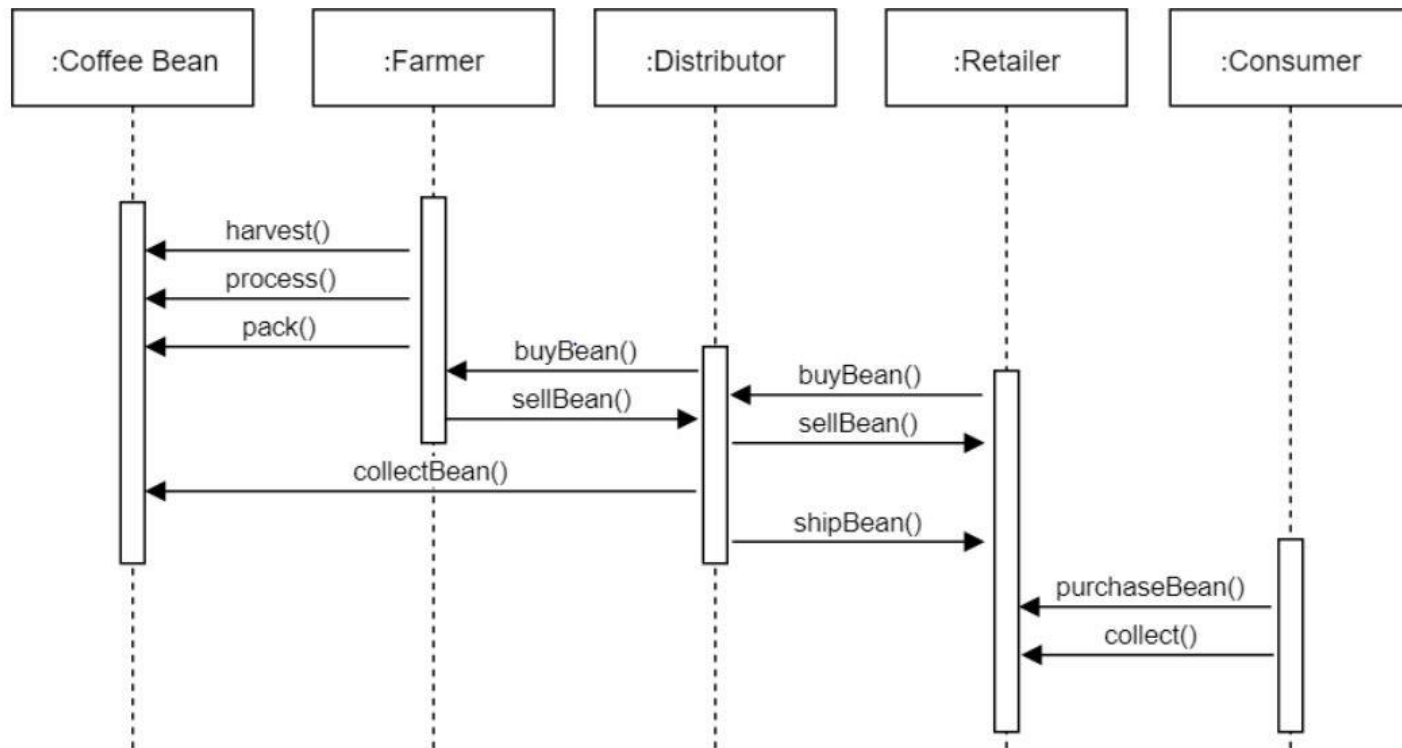 :Coffee Bean
:Farmer
:Distributor
:Retailer
:Consumer
harvest()
process()
pack()
buyBean()
buyBean()
sellBean()
sellBean()
collectBean()
shipBean()
purchaseBean()
collect()